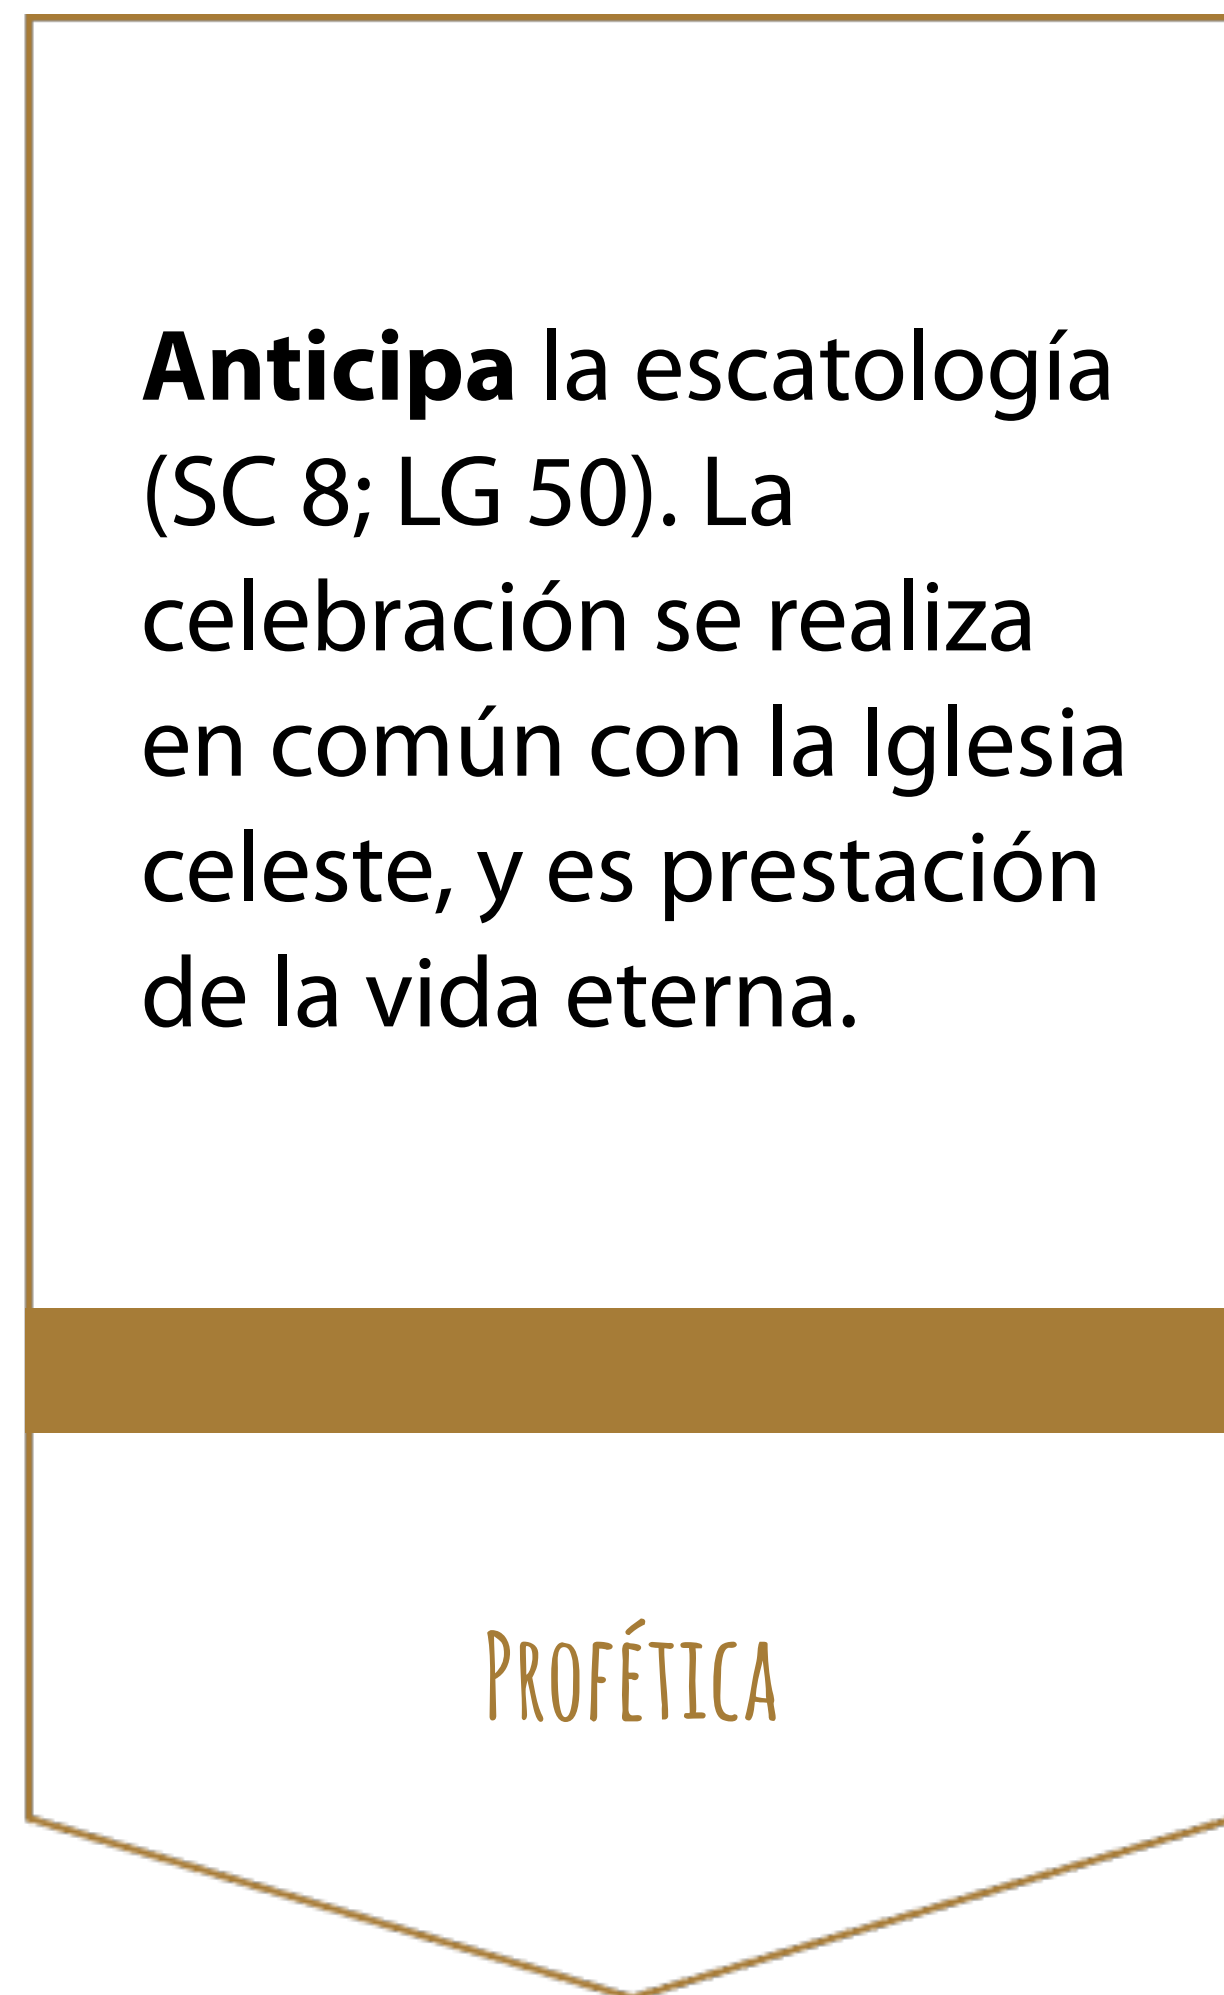 Anticipa la escatología
(SC 8; LG 50). La
celebración se realiza
en común con la Iglesia
celeste, y es prestación
de la vida eterna.
Profética